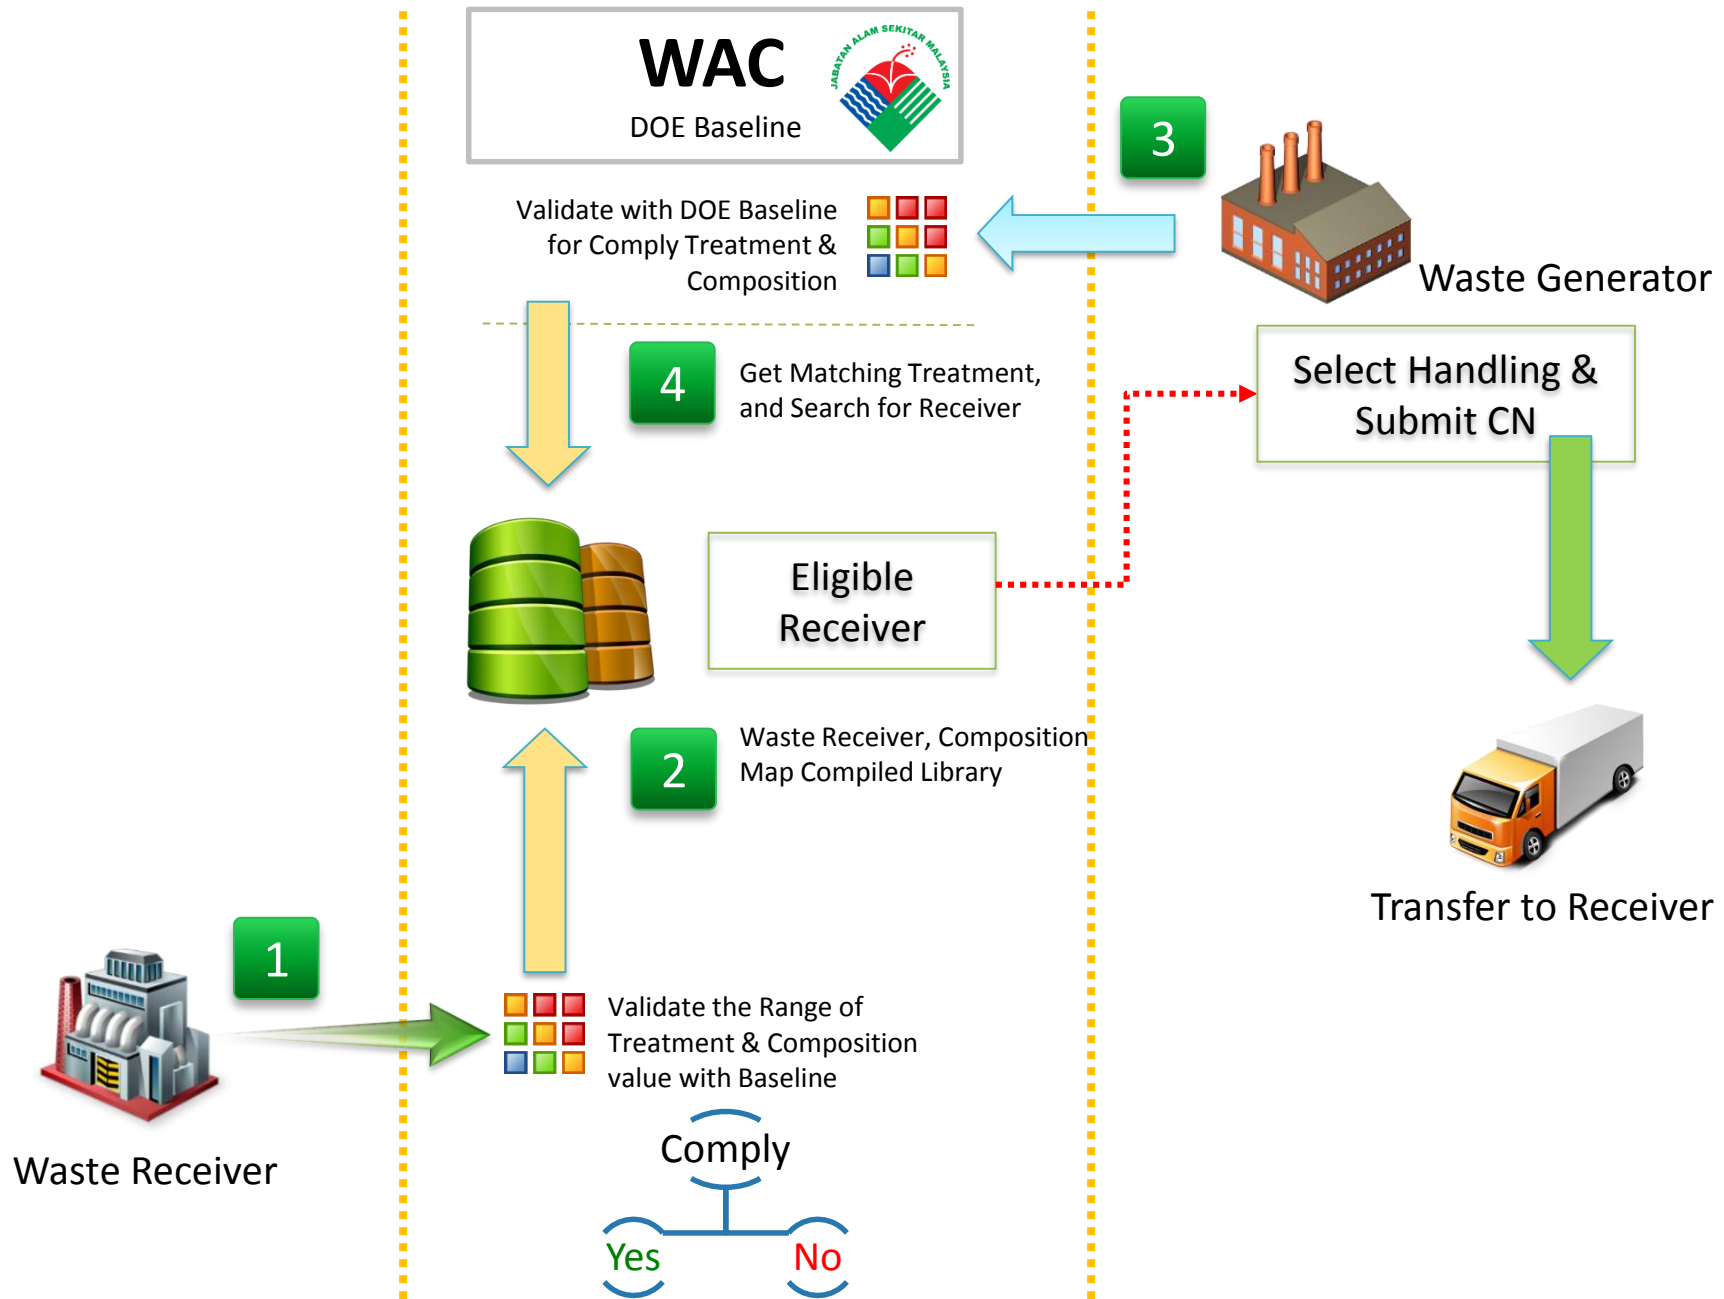 WAC
DOE Baseline
JABATAN ALAM SEKITAR MALAYSIA
3
Validate with DOE Baseline
for Comply Treatment &
Composition
Waste Generator
4
Get Matching Treatment,
and Search for Receiver
Select Handling &
Submit CN
Eligible
Receiver
2
Waste Receiver, Composition
Map Compiled Library
Transfer to Receiver
1
Validate the Range of
Treatment & Composition
value with Baseline
Waste Receiver
Comply
Yes
No